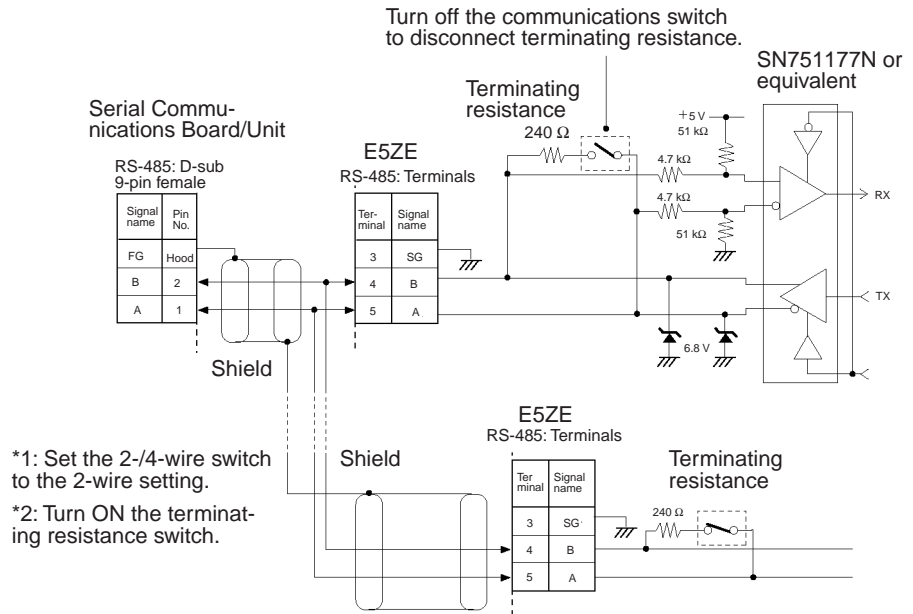 Turn off the communications switch
to disconnect terminating resistance.
SN751177N or
equivalent
Terminating
resistance
240 Ω
+5 V
51 kΩ
4.7 kΩ
4.7 kΩ
51 kΩ
RX
TX
6.8 V
Serial Commu-
nications Board/Unit
RS-485: D-sub
9-pin female
Signal name Pin No.
FG Hood
B 2
A 1
Shield
E5ZE
RS-485: Terminals
Ter-
minal Signal name
3 SG
4 B
5 A
*1: Set the 2-/4-wire switch
to the 2-wire setting.
*2: Turn ON the terminat-
ing resistance switch.
Shield
E5ZE
RS-485: Terminals
Ter
minal Signal name
3 SG
4 B
5 A
Terminating
resistance
240 Ω